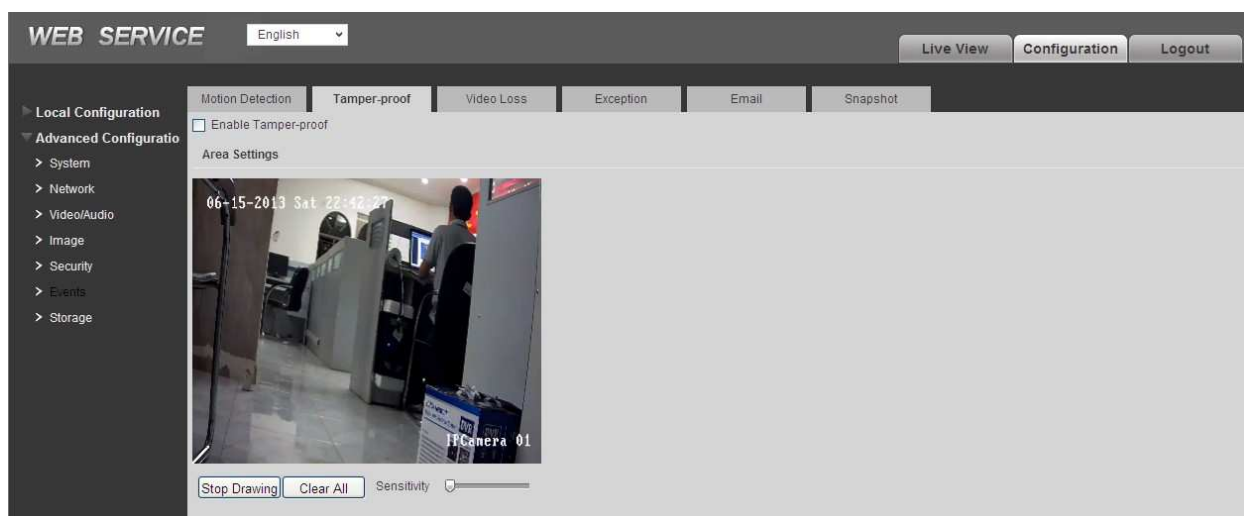 WEB SERVICE
English
Live View
Configuration
Logout
Local Configuration
Advanced Configuratio
System
Network
Video/Audio
Image
Security
Events
Storage
Motion Detection
Tamper-proof
Video Loss
Exception
Email
Snapshot
Enable Tamper-proof
Area Settings
06-15-2013 Sat 22:42:27
DVR
IPCamera 01
Stop Drawing
Clear All
Sensitivity